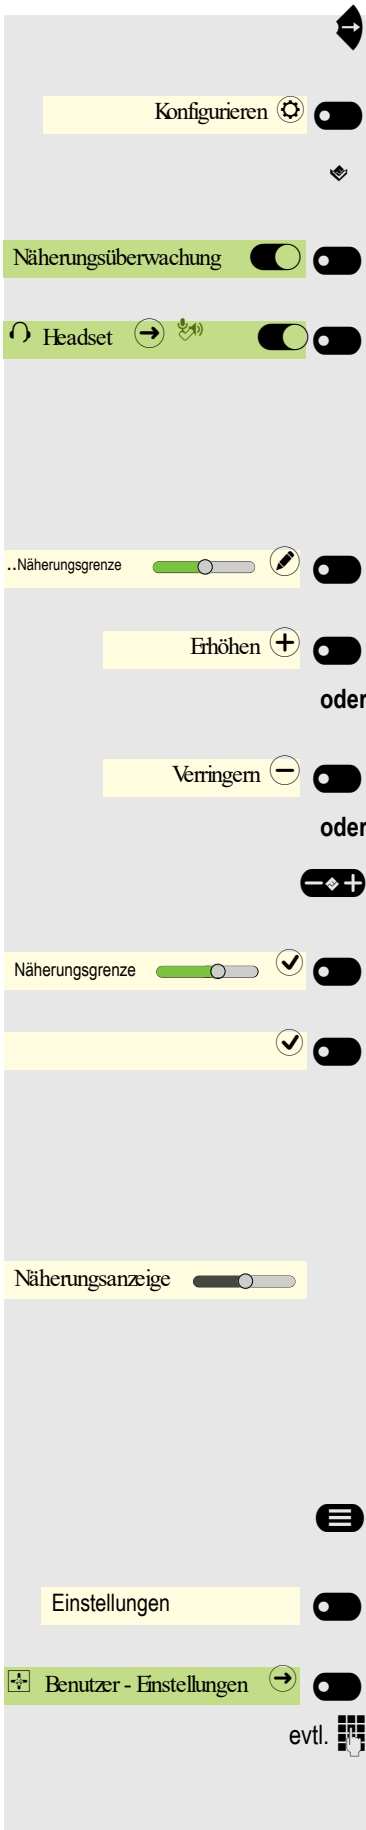 Konfigurieren
Näherungsüberwachung
Headset
..Näherungsgrenze
Erhöhen
oder
Verringern
oder
Näherungsgrenze
Näherungsanzeige
Einstellungen
Benutzer - Einstellungen
evtl.